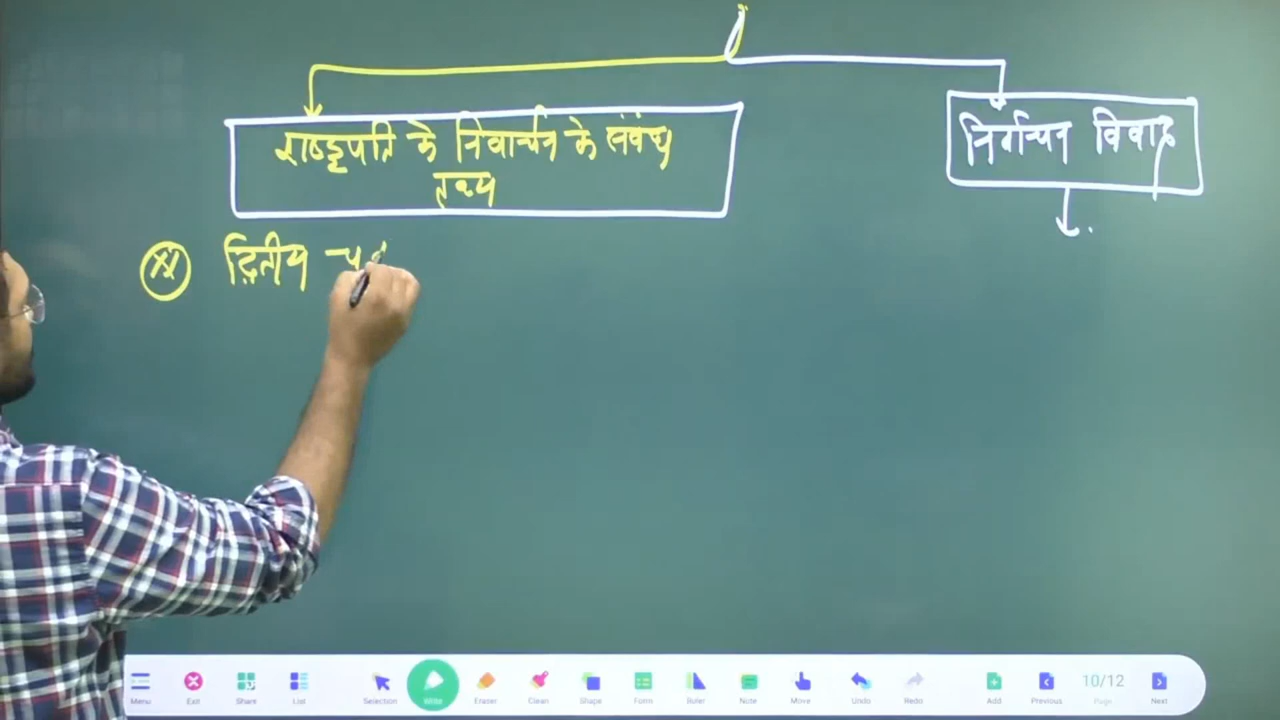 राष्ट्रपति के निवार्चन के संबंध
तथ्य
निर्वाचन विवाद
द्वितीय
Menu
Exit
Share
List
Selection
Write
Eraser
Clean
Shape
Form
Ruler
Note
Move
Undo
Redo
Add
Previous
10/12
Page
Next